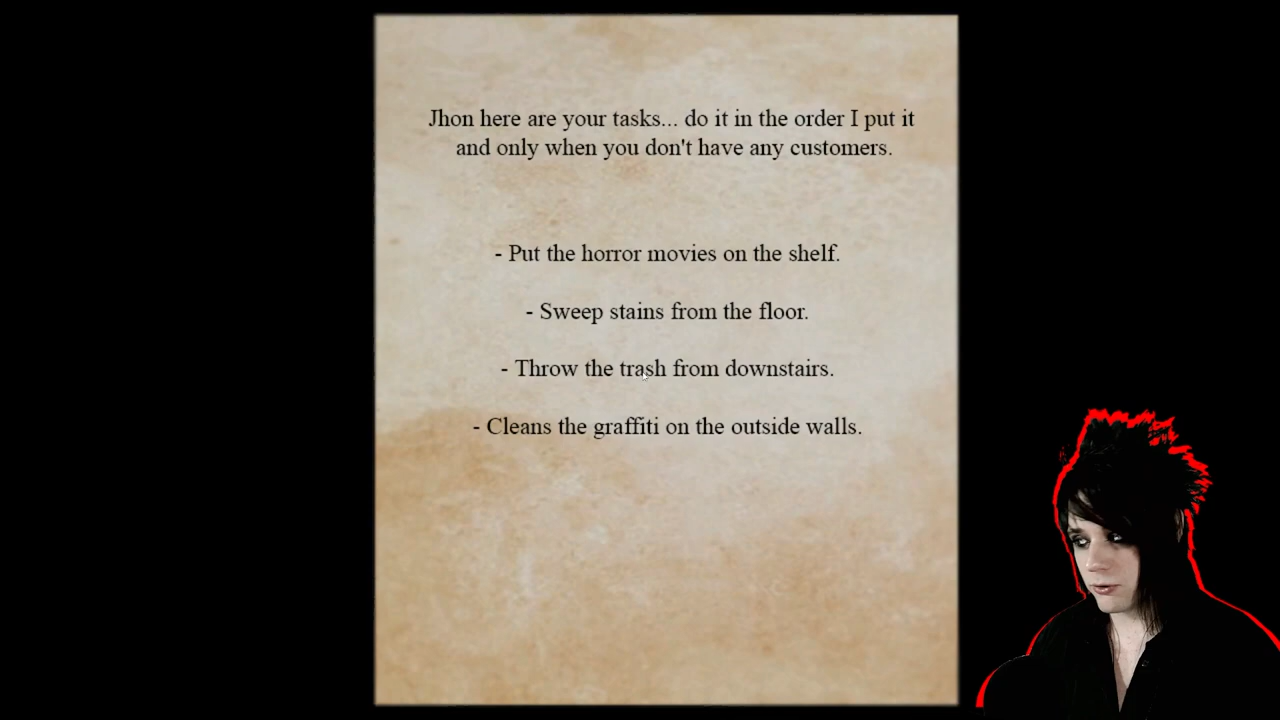 Jhon here are your tasks... do it in the order I put it
and only when you don't have any customers.
- Put the horror movies on the shelf.
- Sweep stains from the floor.
- Throw the trash from downstairs.
- Cleans the graffiti on the outside walls.